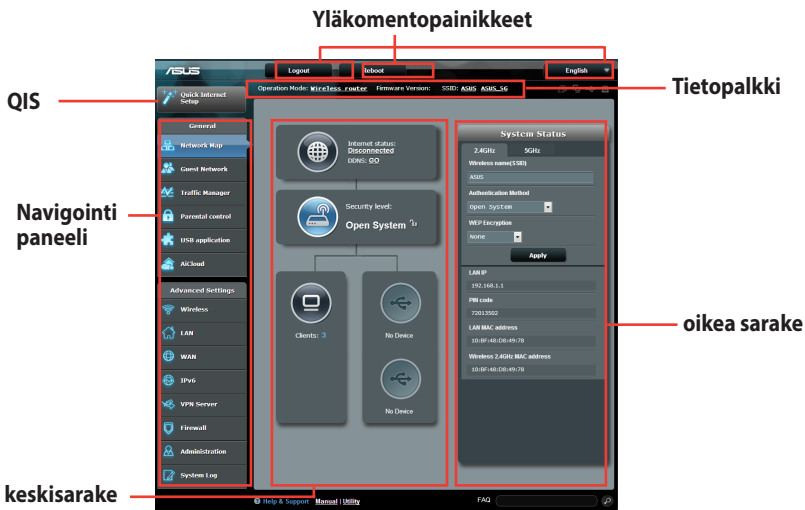 Yläkomentopainikkeet
ASUS
Logout
Reboot
English
Tietopalkki
QIS
Quick Internet
Setup
Operation Mode: Wireless router Firmware Version: SSID: ASUS ASUS_5G
General
Network Map
Guest Network
Traffic Manager
Parental control
USB application
AiCloud
Navigointi
paneeli
Advanced Settings
Wireless
LAN
WAN
IPv6
VPN Server
Firewall
Administration
System Log
Internet status:
Disconnected
DDNS: GO
Security level:
Open System
Clients: 3
No Device
No Device
System Status
2.4GHz 5GHz
Wireless name(SSID)
ASUS
Authentication Method
Open System
WEP Encryption
None
Apply
LAN IP
192.168.1.1
PIN code
72013502
LAN MAC address
10:BF:48:D8:49:78
Wireless 2.4GHz MAC address
10:BF:48:D8:49:78
oikea sarake
keskisarake
Help & Support Manual | Utility
FAQ